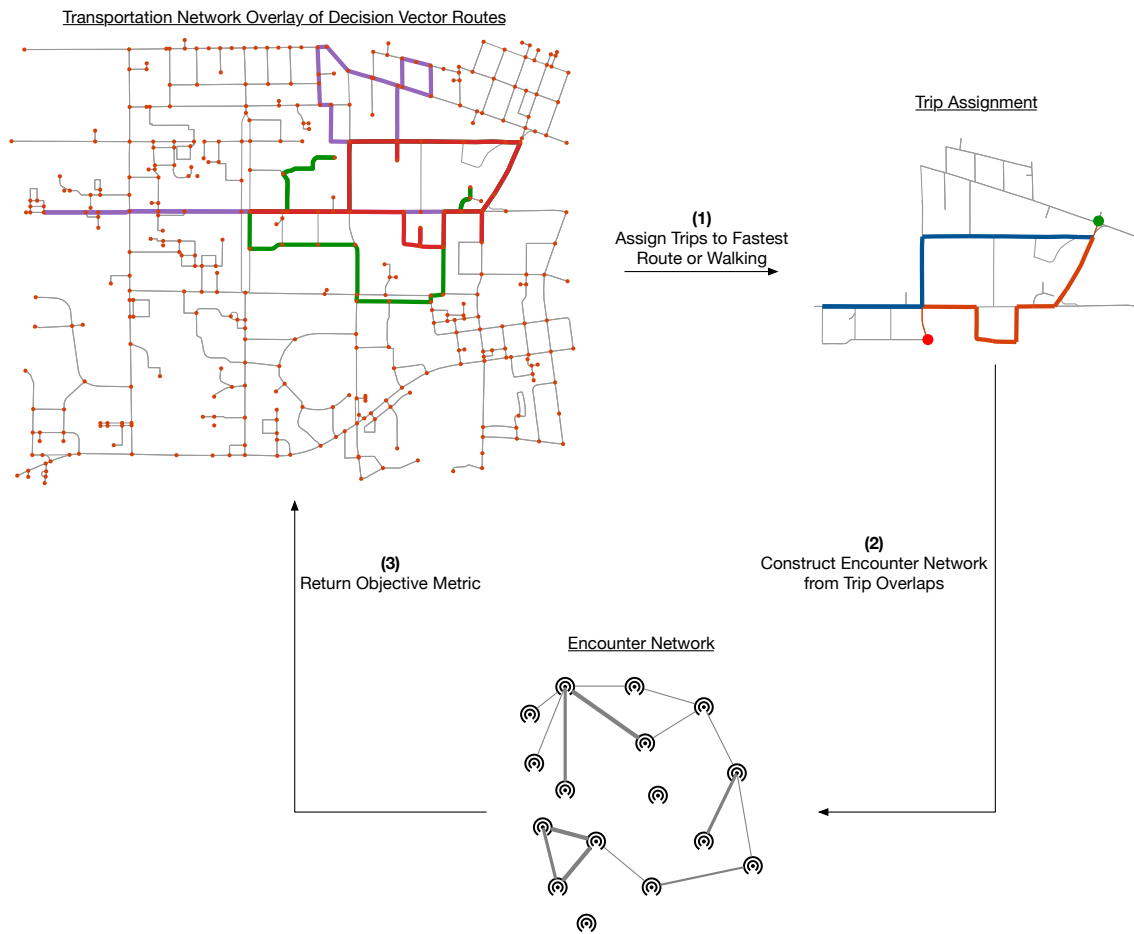 Transportation Network Overlay of Decision Vector Routes
Trip Assignment
(1)
Assign Trips to Fastest
Route or Walking
(2)
Construct Encounter Network
from Trip Overlaps
(3)
Return Objective Metric
Encounter Network